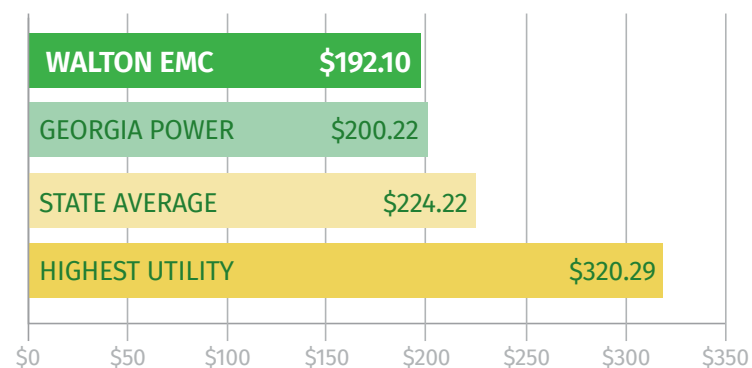 WALTON EMC $192.10
GEORGIA POWER $200.22
STATE AVERAGE $224.22
HIGHEST UTILITY $320.29
$0 $50 $100 $150 $200 $250 $300 $350